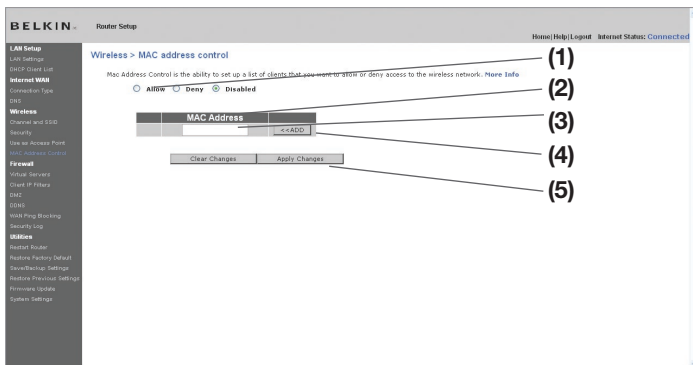 BELKIN
Router Setup
Home|Help|Logout Internet Status: Connected
LAN Setup
LAN Settings
DHCP Client List
Internet WAN
Connection Type
DNS
Wireless
Channel and SSID
Security
Use as Access Point
MAC Address Control
Firewall
Virtual Servers
Client IP Filters
DMZ
DDNS
WAN Ping Blocking
Security Log
Utilities
Restart Router
Restore Factory Default
Save/Backup Settings
Restore Previous Settings
Firmware Update
System Settings
Wireless > MAC address control
Mac Address Control is the ability to set up a list of clients that you want to allow or deny access to the wireless network. More Info
Allow Deny Disabled
MAC Address
<<ADD
Clear Changes Apply Changes
(1)
(2)
(3)
(4)
(5)